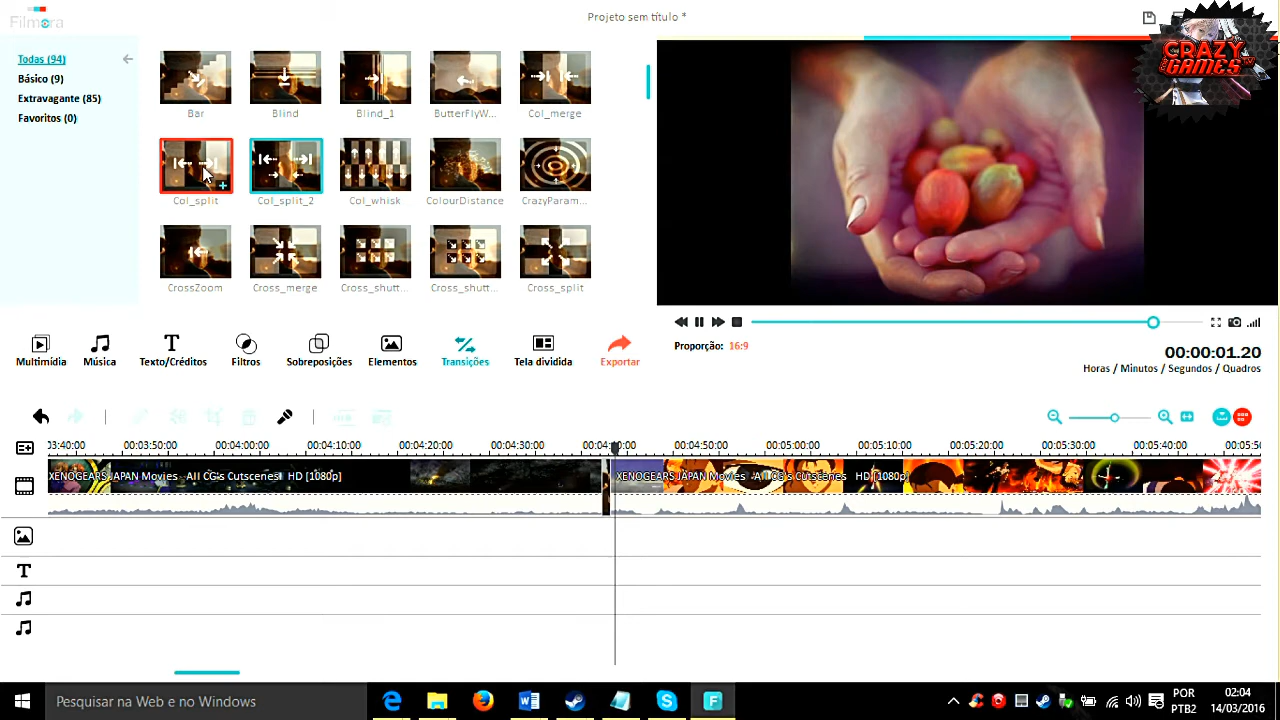 Filmora
Projeto sem título *
CRAZY
GAMES
TV
Todas (94)
Básico (9)
Extravagante (85)
Favoritos (0)
Bar
Blind
Blind_1
ButterFlyW...
Col_merge
Col_split
Col_split_2
Col_whisk
ColourDistance
CrazyParam...
CrossZoom
Cross_merge
Cross_shutt...
Cross_shutt...
Cross_split
Proporção: 16:9
00:00:01.20
Horas / Minutos / Segundos / Quadros
Multimídia
Música
Texto/Créditos
Filtros
Sobreposições
Elementos
Transições
Tela dividida
Exportar
03:40:00 00:03:50:00 00:04:00:00 00:04:10:00 00:04:20:00 00:04:30:00 00:04:40:00 00:04:50:00 00:05:00:00 00:05:10:00 00:05:20:00 00:05:30:00 00:05:40:00 00:05:50
XENOGEARS JAPAN Movies All CG's Cutscenes HD [1080p]
XENOGEARS JAPAN Movies All CG's Cutscenes HD [1080p]
T
Pesquisar na Web e no Windows
POR
PTB2
02:04
14/03/2016